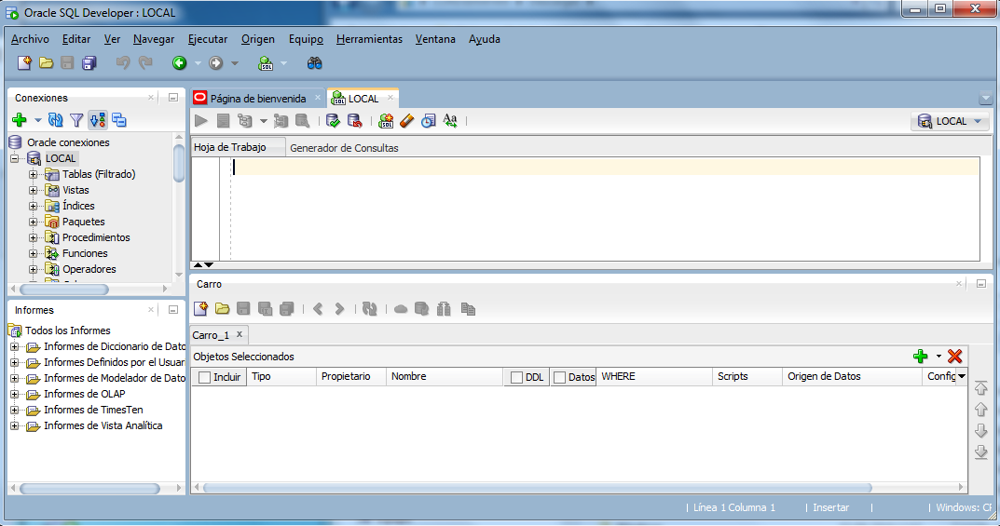 Oracle SQL Developer : LOCAL
Archivo Editar Ver Navegar Ejecutar Origen Equipo Herramientas Ventana Ayuda
Conexiones
Oracle conexiones
LOCAL
Tablas (Filtrado)
Vistas
Índices
Paquetes
Procedimientos
Funciones
Operadores
Informes
Todos los Informes
Informes de Diccionario de Dato
Informes Definidos por el Usuar
Informes de Modelador de Dato
Informes de OLAP
Informes de TimesTen
Informes de Vista Analítica
Página de bienvenida LOCAL
LOCAL
Hoja de Trabajo Generador de Consultas
Carro
Carro_1
Objetos Seleccionados
Incluir Tipo Propietario Nombre DDL Datos WHERE Scripts Origen de Datos Config
Línea 1 Columna 1 Insertar Windows: CF